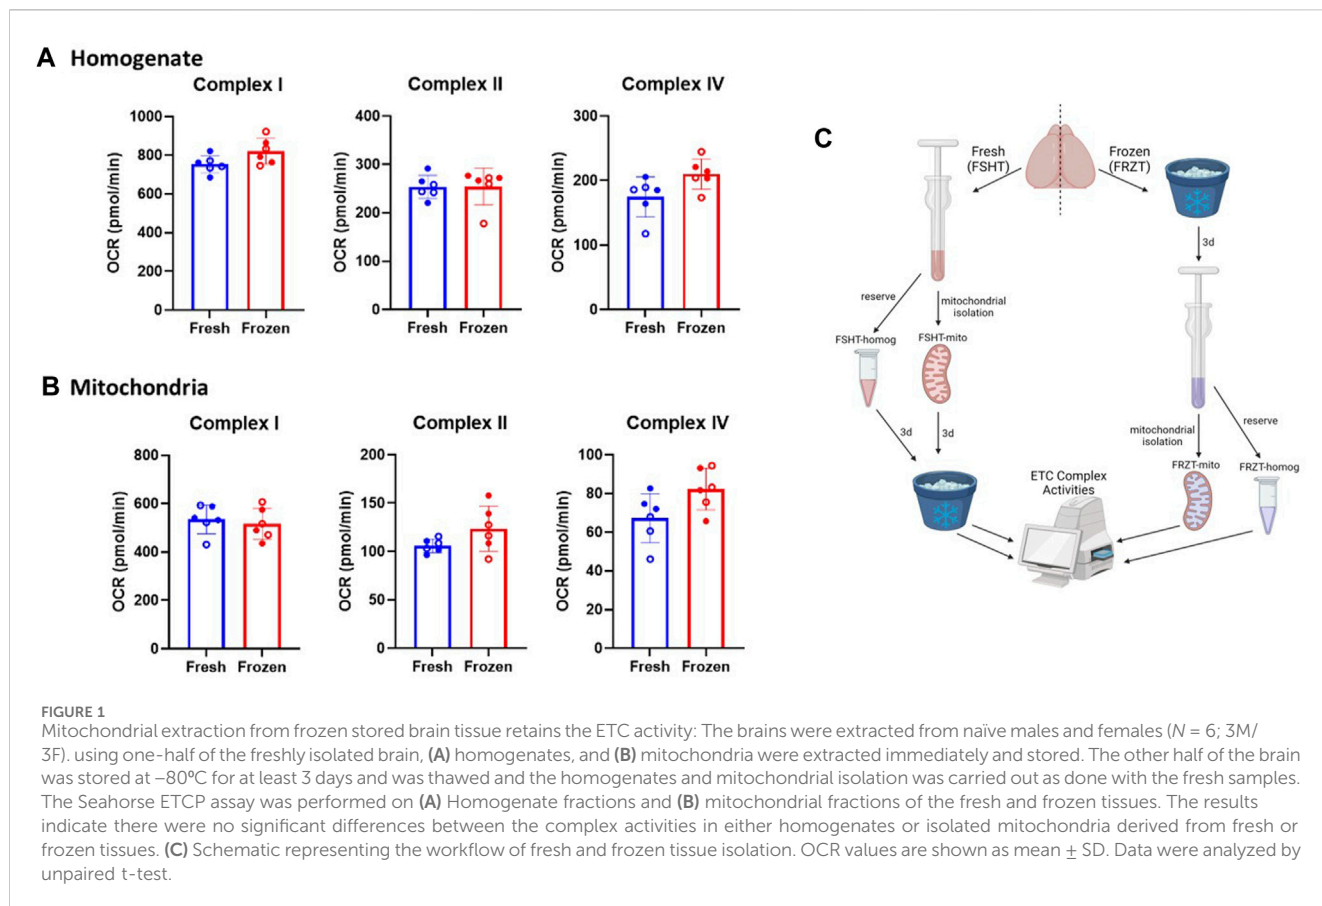 A Homogenate
Complex I
Complex II
Complex IV
OCR (pmol/min)
1000
800
600
400
200
0
Fresh Frozen
OCR (pmol/min)
400
300
200
100
0
Fresh Frozen
OCR (pmol/min)
300
200
100
0
Fresh Frozen
B Mitochondria
Complex I
Complex II
Complex IV
OCR (pmol/min)
800
600
400
200
0
Fresh Frozen
OCR (pmol/min)
200
150
100
50
0
Fresh Frozen
OCR (pmol/min)
100
80
60
40
20
0
Fresh Frozen
C
Fresh
(FSHT)
Frozen
(FRZT)
3d
reserve
mitochondrial
isolation
FSHT-homog
FSHT-mito
3d
3d
mitochondrial
isolation
reserve
FRZT-mito
FRZT-homog
ETC Complex
Activities
FIGURE 1
Mitochondrial extraction from frozen stored brain tissue retains the ETC activity: The brains were extracted from naïve males and females (N = 6; 3M/
3F). using one-half of the freshly isolated brain, (A) homogenates, and (B) mitochondria were extracted immediately and stored. The other half of the brain
was stored at –80ºC for at least 3 days and was thawed and the homogenates and mitochondrial isolation was carried out as done with the fresh samples.
The Seahorse ETCP assay was performed on (A) Homogenate fractions and (B) mitochondrial fractions of the fresh and frozen tissues. The results
indicate there were no significant differences between the complex activities in either homogenates or isolated mitochondria derived from fresh or
frozen tissues. (C) Schematic representing the workflow of fresh and frozen tissue isolation. OCR values are shown as mean ± SD. Data were analyzed by
unpaired t-test.